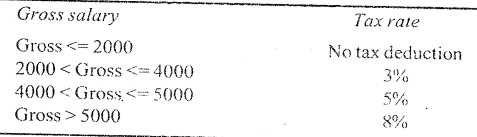 Gross salary Tax rate
Gross <= 2000 No tax deduction
2000 < Gross <= 4000 3%
4000 < Gross <= 5000 5%
Gross > 5000 8%